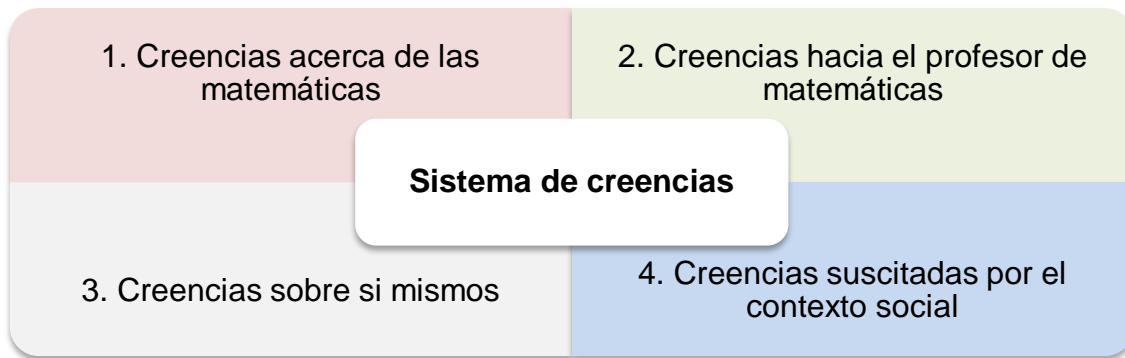 1. Creencias acerca de las
matemáticas
2. Creencias hacia el profesor de
matemáticas
Sistema de creencias
3. Creencias sobre si mismos
4. Creencias suscitadas por el
contexto social